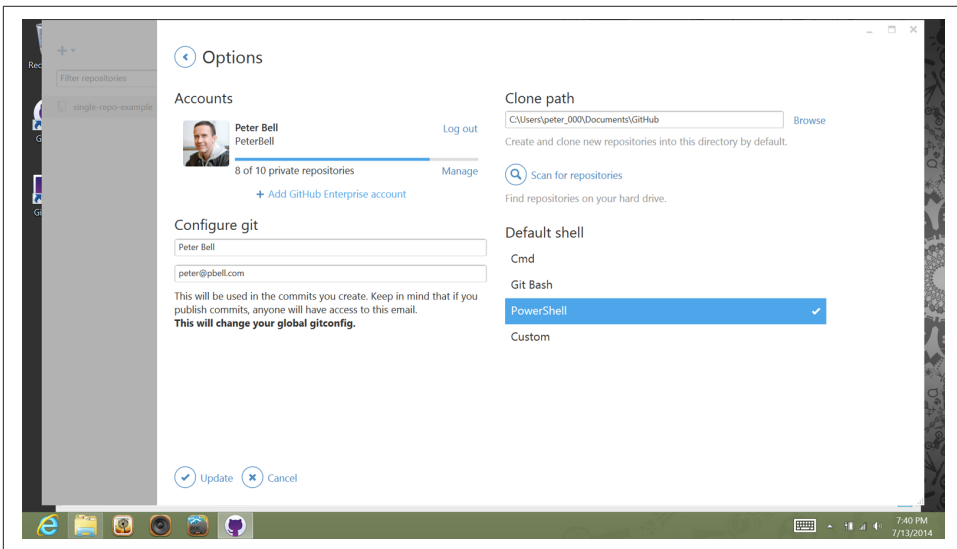 Rec
Filter repositories
single-repo-example
G
Gi
Options
Accounts
Peter Bell
PeterBell
Log out
8 of 10 private repositories
Manage
+ Add GitHub Enterprise account
Configure git
Peter Bell
peter@pbell.com
This will be used in the commits you create. Keep in mind that if you
publish commits, anyone will have access to this email.
This will change your global gitconfig.
Clone path
C:\Users\peter_000\Documents\GitHub
Browse
Create and clone new repositories into this directory by default.
Scan for repositories
Find repositories on your hard drive.
Default shell
Cmd
Git Bash
PowerShell
Custom
Update
Cancel
7:40 PM
7/13/2014